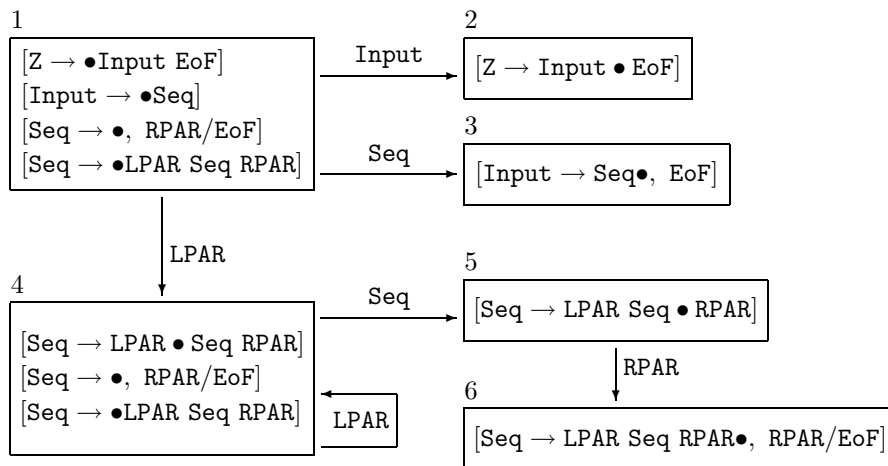 1
[Z → •Input EoF]
[Input → •Seq]
[Seq → •, RPAR/EoF]
[Seq → •LPAR Seq RPAR]
Input
2
[Z → Input • EoF]
Seq
3
[Input → Seq•, EoF]
LPAR
4
[Seq → LPAR • Seq RPAR]
[Seq → •, RPAR/EoF]
[Seq → •LPAR Seq RPAR]
LPAR
Seq
5
[Seq → LPAR Seq • RPAR]
RPAR
6
[Seq → LPAR Seq RPAR•, RPAR/EoF]